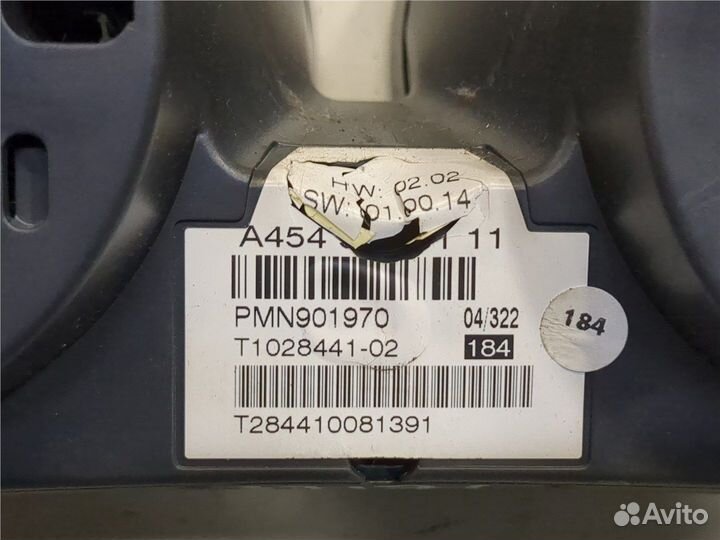 HW: 02.02
SW: 01.00.14
A454 11
PMN901970 04/322
T1028441-02 184
T284410081391
184
Avito